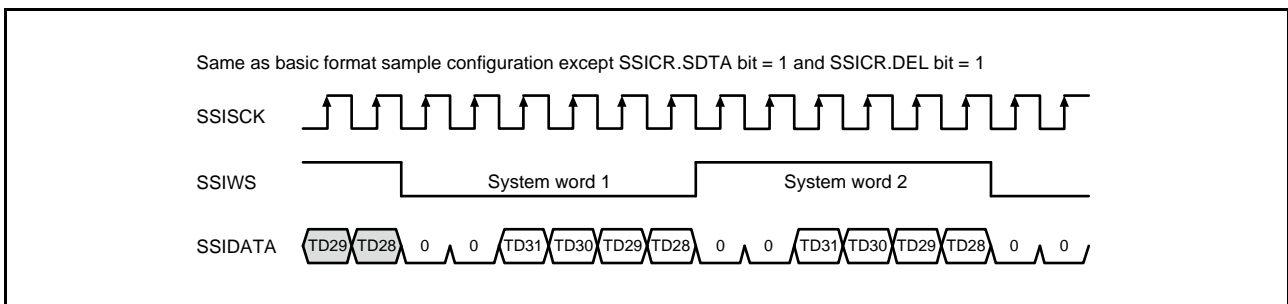 Same as basic format sample configuration except SSICR.SDTA bit = 1 and SSICR.DEL bit = 1
SSISCK
SSIWS System word 1 System word 2
SSIDATA TD29 TD28 0 0 TD31 TD30 TD29 TD28 0 0 TD31 TD30 TD29 TD28 0 0